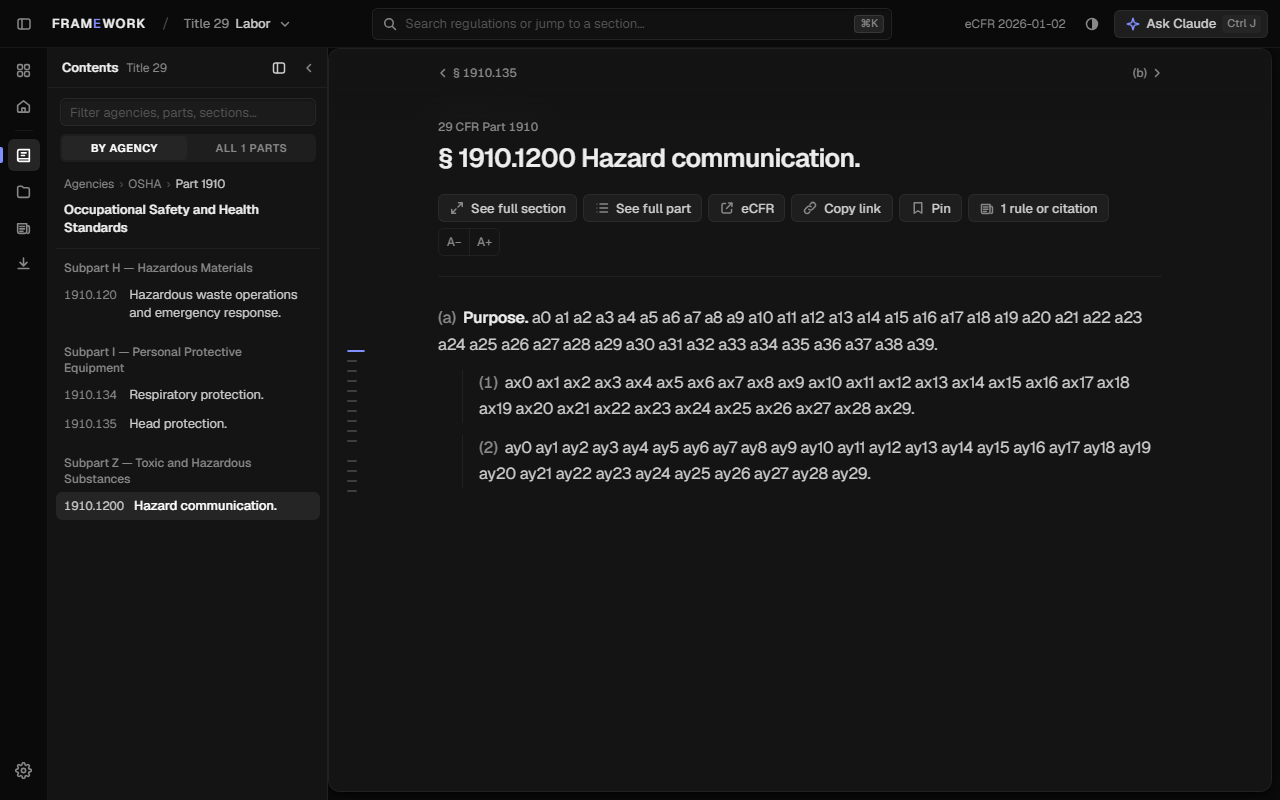 FRAMEWORK / Title 29 Labor
Search regulations or jump to a section... ⌘K
eCFR 2026-01-02
Ask Claude Ctrl J
Contents Title 29
Filter agencies, parts, sections...
BY AGENCY ALL 1 PARTS
Agencies › OSHA › Part 1910
Occupational Safety and Health
Standards
Subpart H — Hazardous Materials
1910.120 Hazardous waste operations
and emergency response.
Subpart I — Personal Protective
Equipment
1910.134 Respiratory protection.
1910.135 Head protection.
Subpart Z — Toxic and Hazardous
Substances
1910.1200 Hazard communication.
§ 1910.135
(b)
29 CFR Part 1910
§ 1910.1200 Hazard communication.
See full section See full part eCFR Copy link Pin 1 rule or citation
A− A+
(a) Purpose. a0 a1 a2 a3 a4 a5 a6 a7 a8 a9 a10 a11 a12 a13 a14 a15 a16 a17 a18 a19 a20 a21 a22 a23
a24 a25 a26 a27 a28 a29 a30 a31 a32 a33 a34 a35 a36 a37 a38 a39.
(1) ax0 ax1 ax2 ax3 ax4 ax5 ax6 ax7 ax8 ax9 ax10 ax11 ax12 ax13 ax14 ax15 ax16 ax17 ax18
ax19 ax20 ax21 ax22 ax23 ax24 ax25 ax26 ax27 ax28 ax29.
(2) ay0 ay1 ay2 ay3 ay4 ay5 ay6 ay7 ay8 ay9 ay10 ay11 ay12 ay13 ay14 ay15 ay16 ay17 ay18 ay19
ay20 ay21 ay22 ay23 ay24 ay25 ay26 ay27 ay28 ay29.